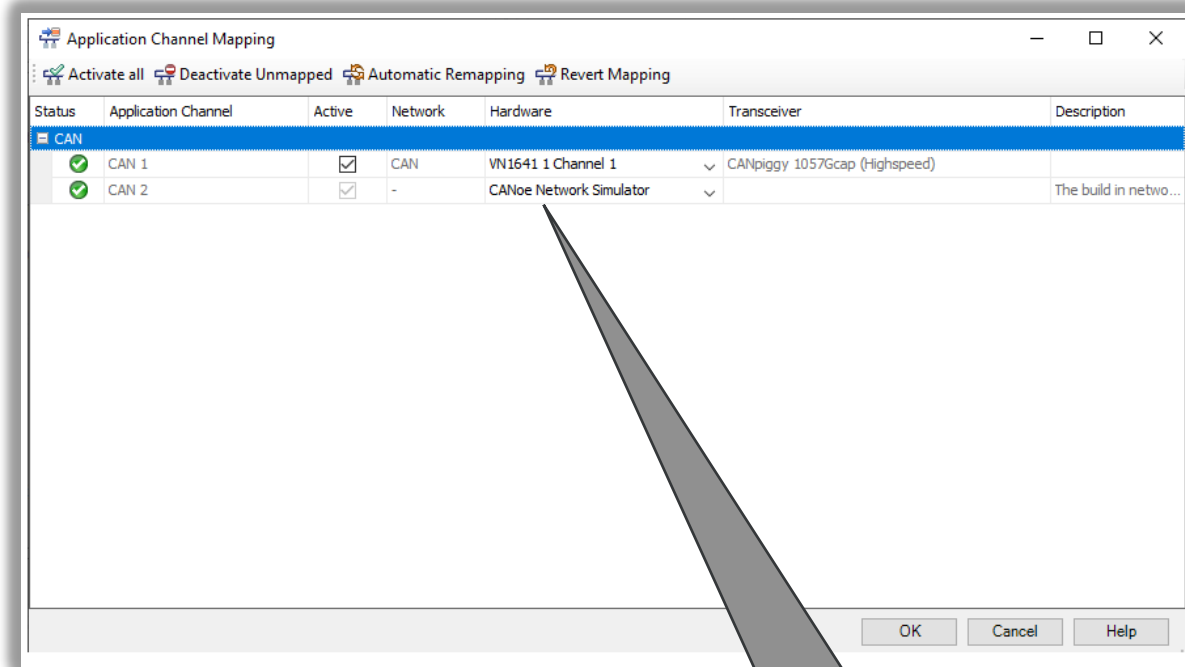 Application Channel Mapping
Activate all Deactivate Unmapped Automatic Remapping Revert Mapping
Status Application Channel Active Network Hardware Transceiver Description
CAN
CAN 1 CAN VN1641 1 Channel 1 CANpiggy 1057Gcap (Highspeed)
CAN 2 - CANoe Network Simulator The build in netwo...
OK Cancel Help